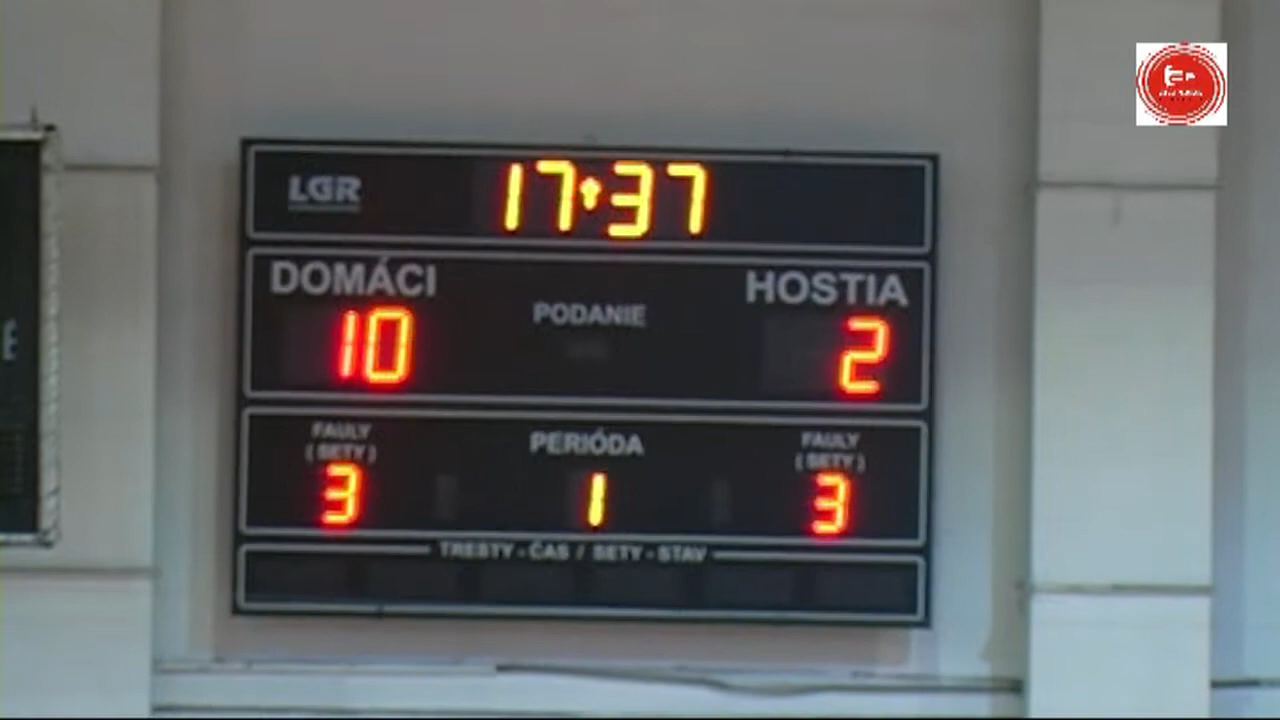 LGR
17:37
DOMÁCI
HOSTIA
PODANIE
10
2
FAULY
(SETY)
PERIÓDA
FAULY
(SETY)
3
1
3
TRESTY - ČAS / SETY - STAV